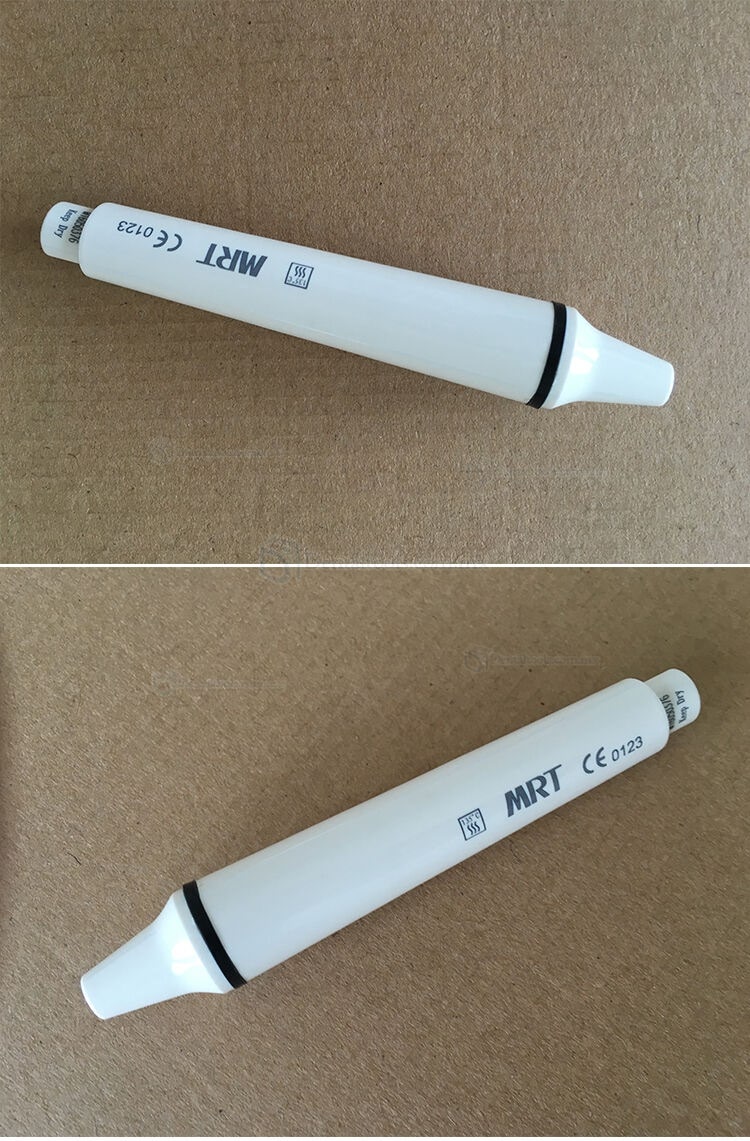 Keep Dry
CE 0123
MRT
135°C
135°C
MRT
CE 0123
Keep Dry